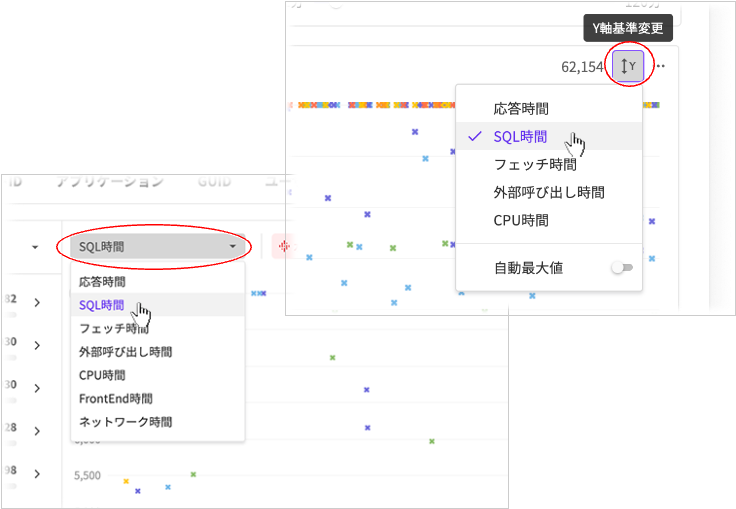 Y軸基準変更
62,154
Y
応答時間
SQL時間
フェッチ時間
外部呼び出し時間
CPU時間
自動最大値
アプリケーション
GUID
SQL時間
応答時間
SQL時間
フェッチ時間
外部呼び出し時間
CPU時間
FrontEnd時間
ネットワーク時間
82
30
30
28
98
5,500